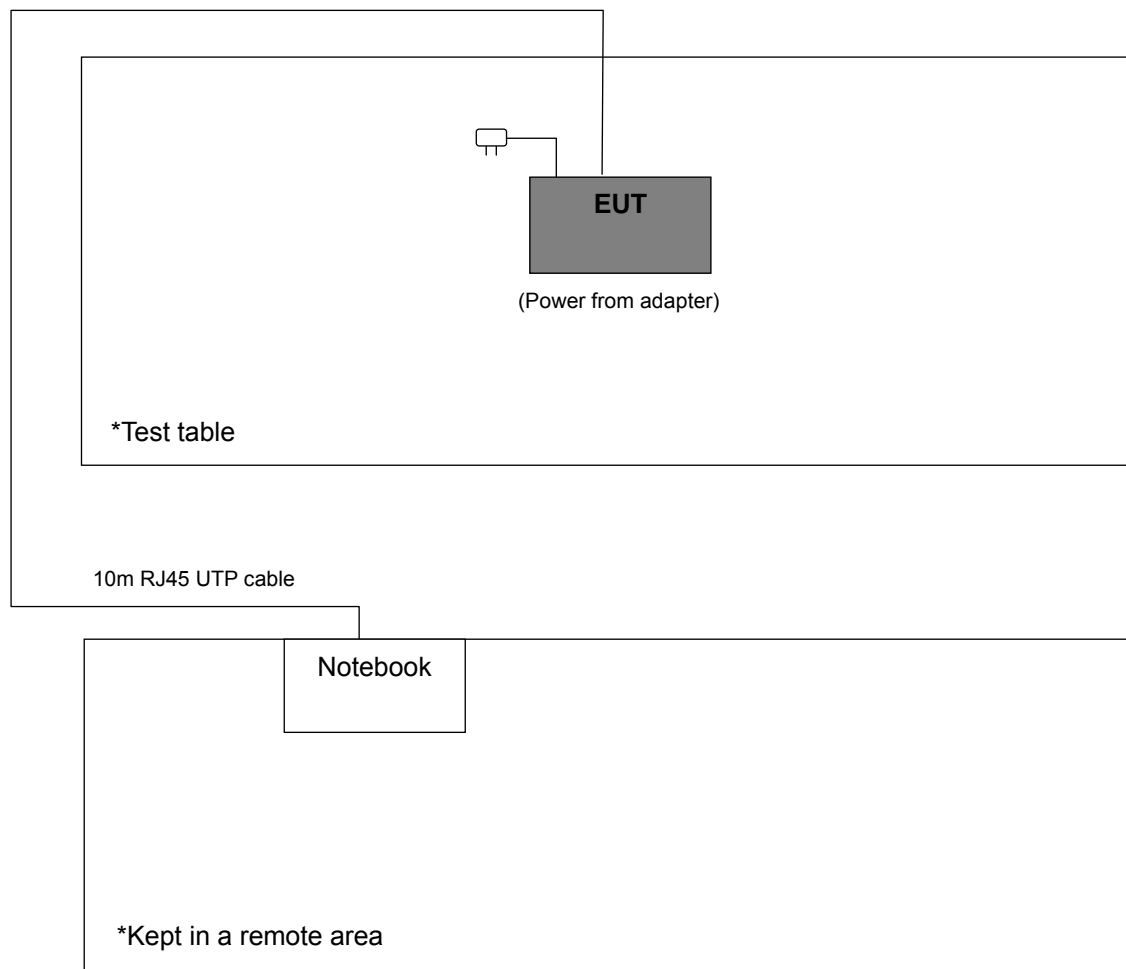 EUT
(Power from adapter)
*Test table
10m RJ45 UTP cable
Notebook
*Kept in a remote area